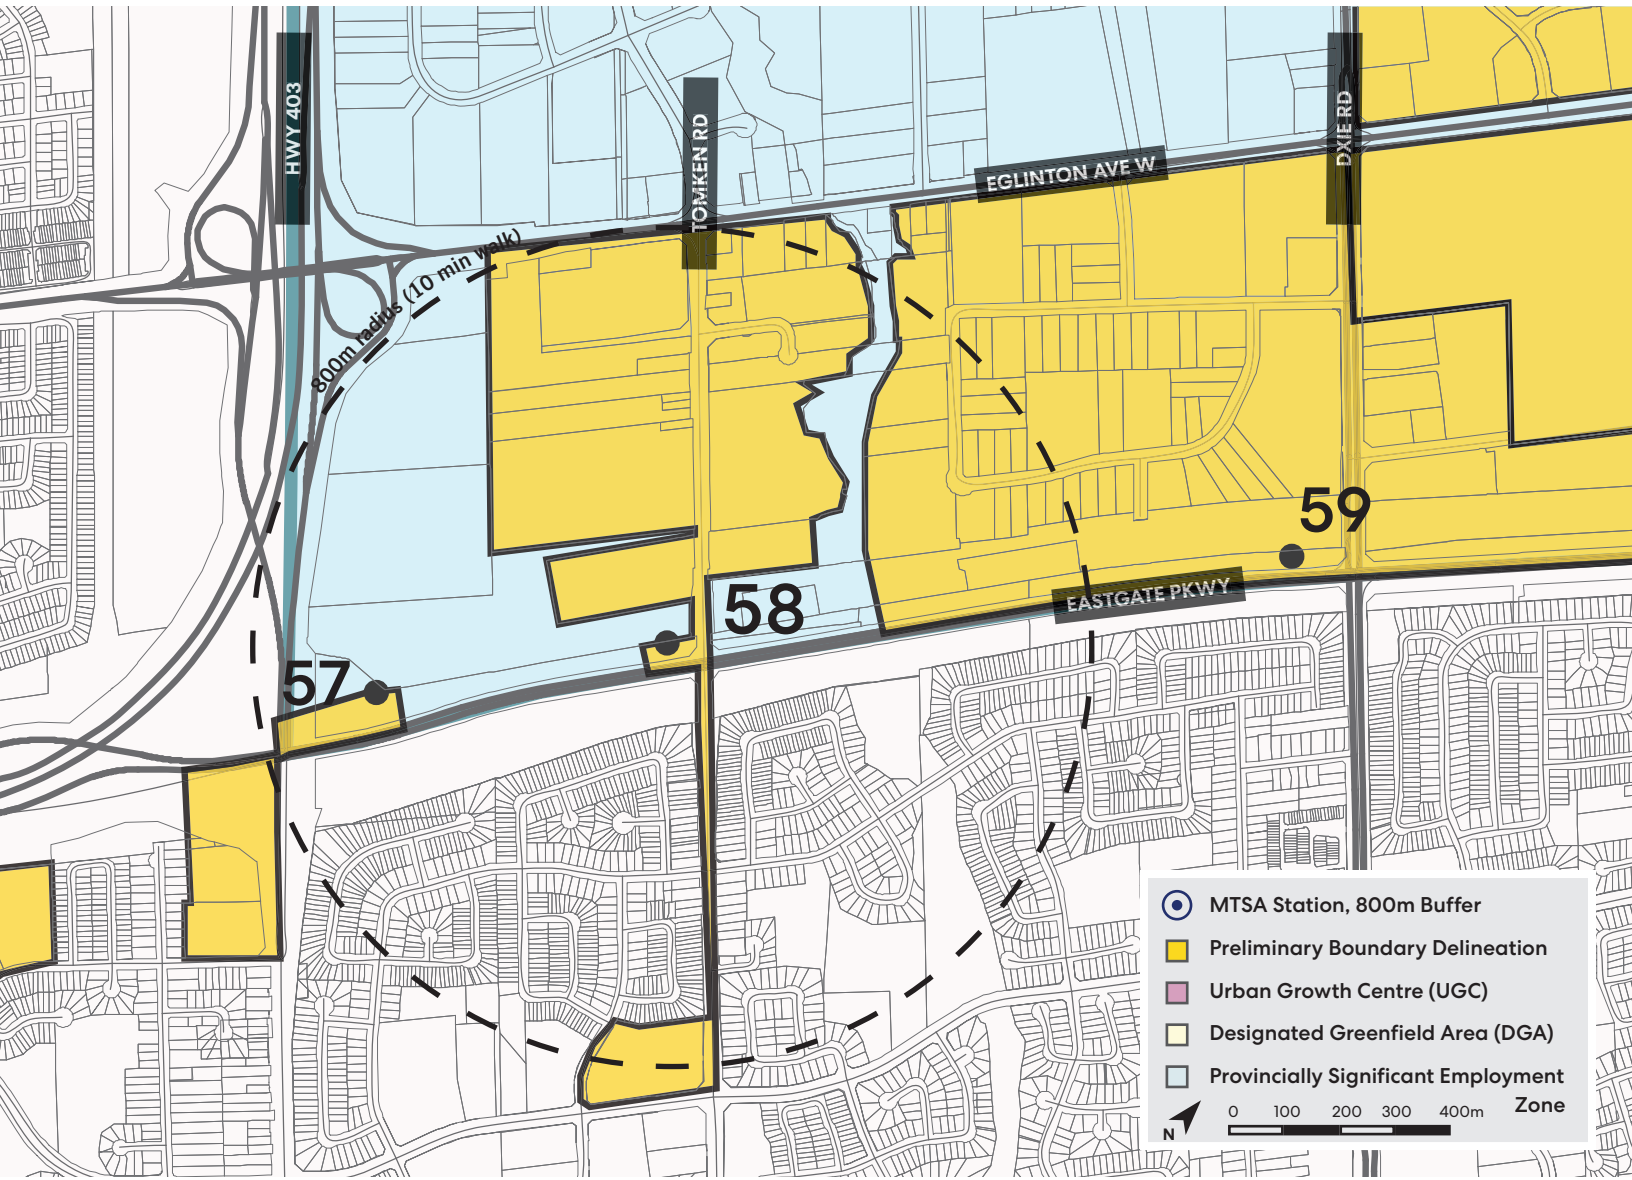 HWY 403
TOMKEN RD
EGLINTON AVE W
DXIE RD
800m radius (10 min walk)
59
EASTGATE PKWY
58
57
MTSA Station, 800m Buffer
Preliminary Boundary Delineation
Urban Growth Centre (UGC)
Designated Greenfield Area (DGA)
Provincially Significant Employment
Zone
N
0 100 200 300 400m